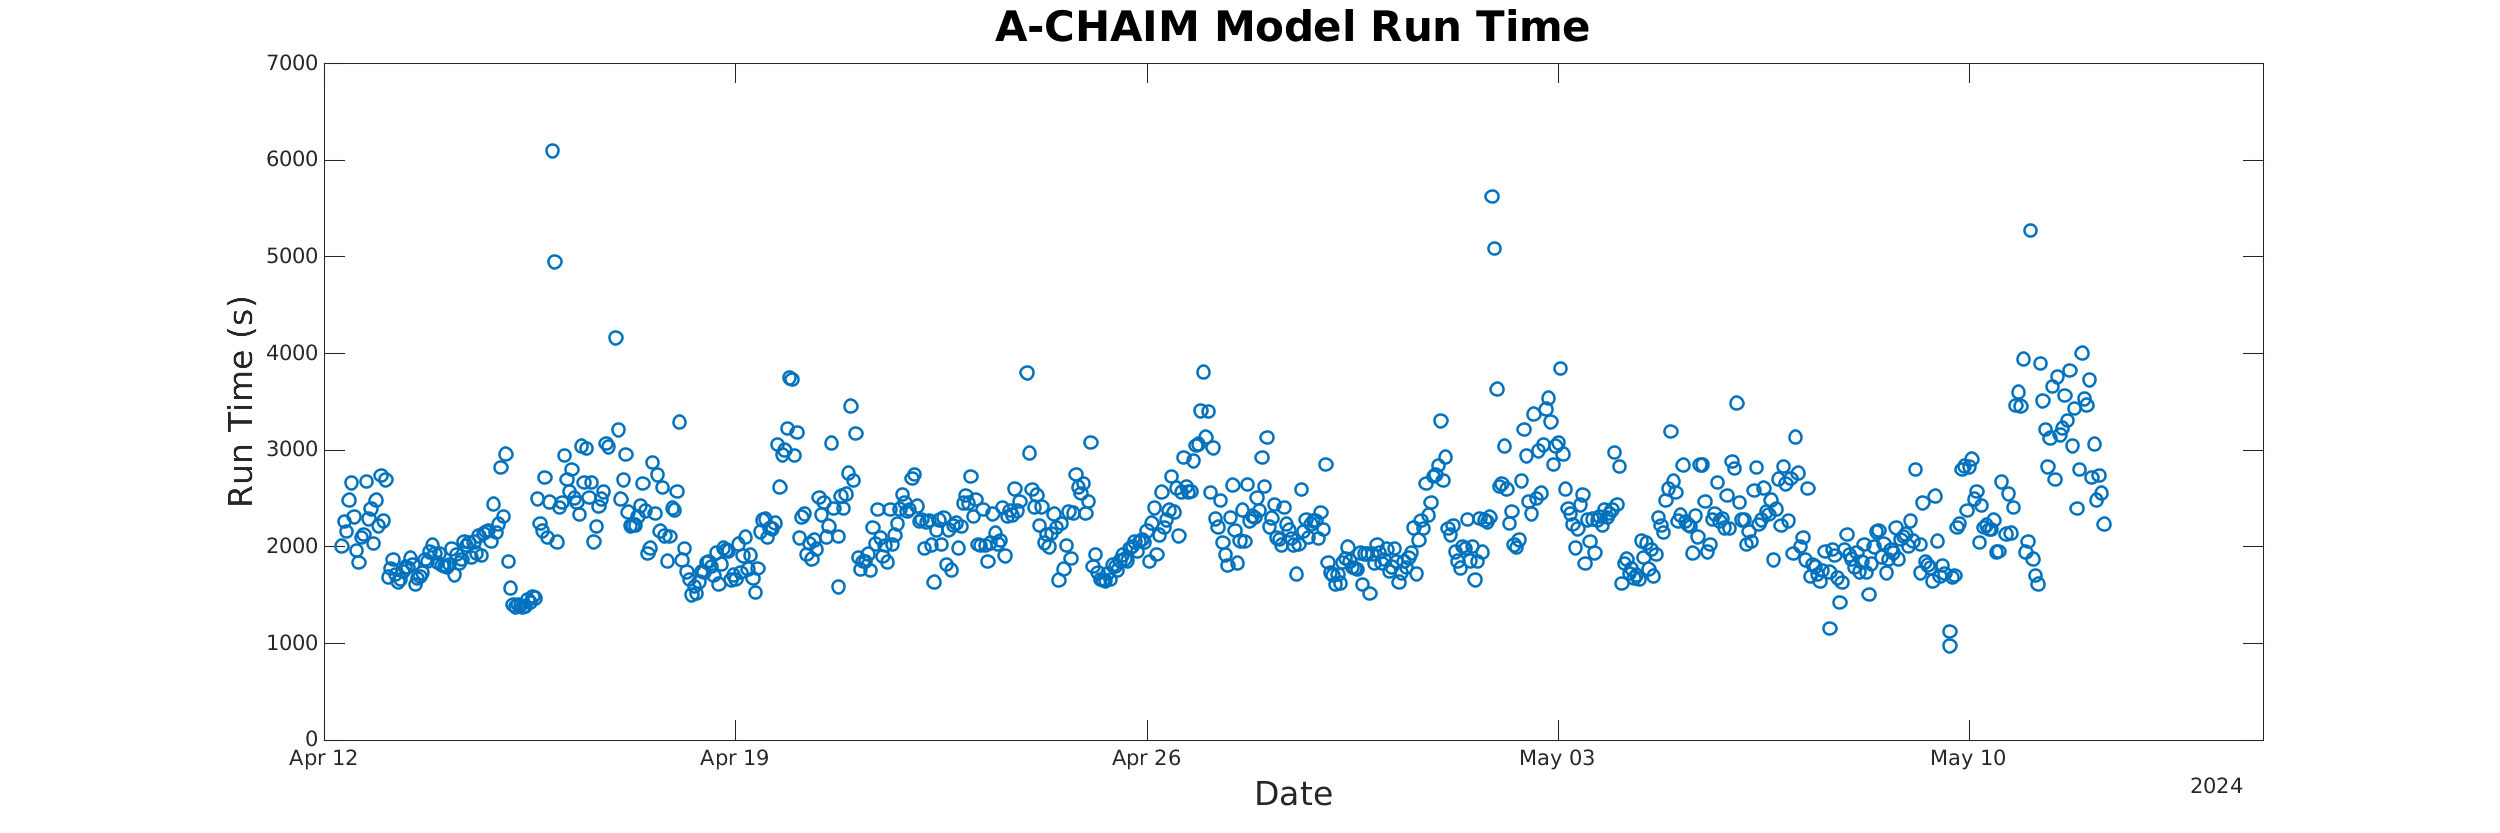 A-CHAIM Model Run Time
7000
6000
5000
4000
3000
2000
1000
0
Run Time (s)
Apr 12 Apr 19 Apr 26 May 03 May 10
2024
Date